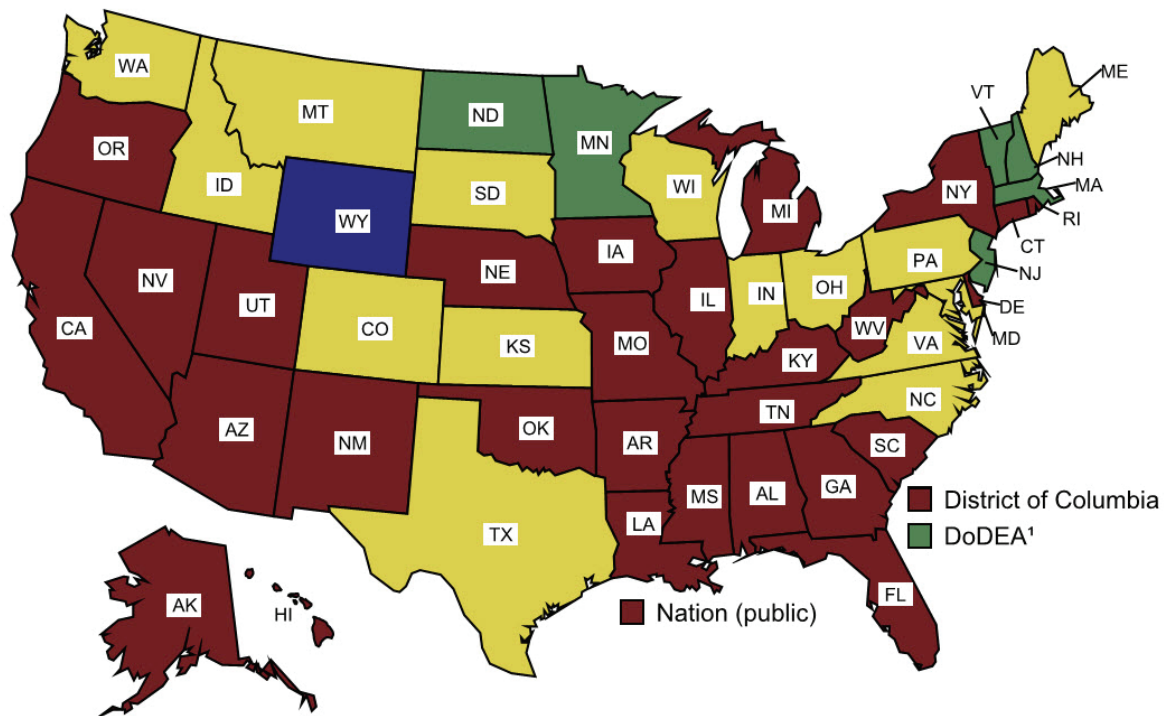 ME
WA
VT
MT
ND
MN
OR
NH
ID
SD
WI
MA
NY
MI
RI
WY
CT
IA
PA
NE
NJ
NV
IN
OH
IL
UT
DE
CA
CO
WV
MD
MO
KS
VA
KY
NC
TN
AZ
OK
NM
AR
SC
MS
AL
GA
District of Columbia
LA
TX
DoDEA¹
FL
AK
HI
Nation (public)